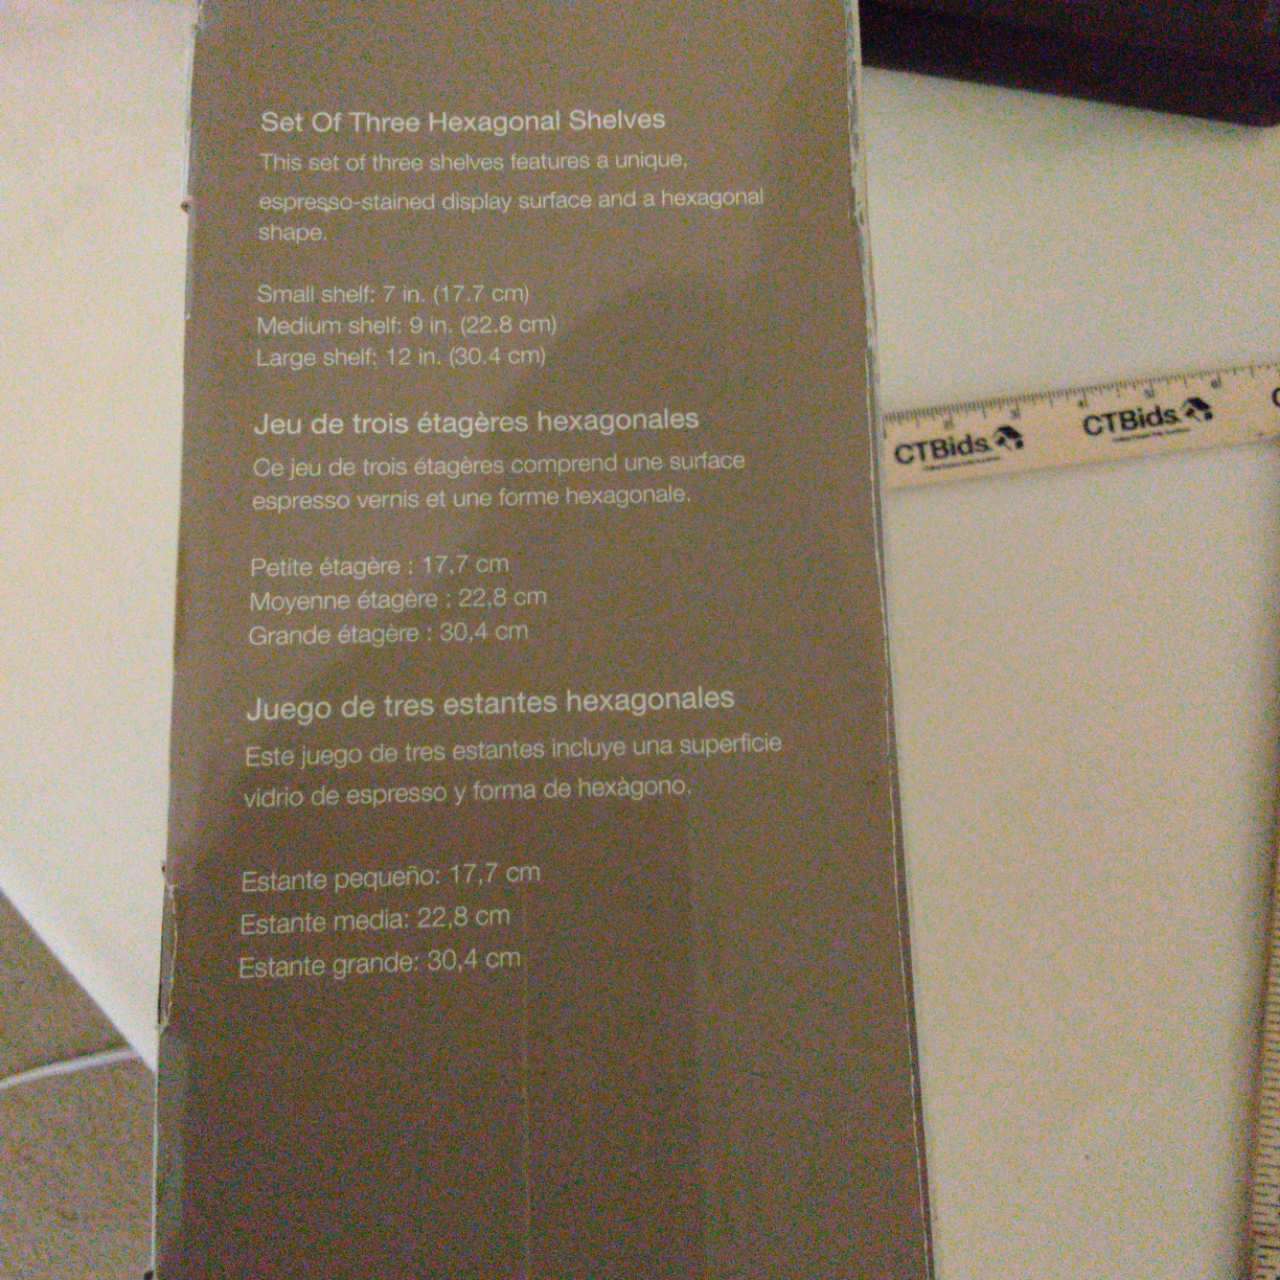 Set Of Three Hexagonal Shelves
This set of three shelves features a unique,
espresso-stained display surface and a hexagonal
shape.
Small shelf: 7 in. (17.7 cm)
Medium shelf: 9 in. (22.8 cm)
Large shelf: 12 in. (30.4 cm)
Jeu de trois étagères hexagonales
Ce jeu de trois étagères comprend une surface
espresso vernis et une forme hexagonale.
Petite étagère : 17,7 cm
Moyenne étagère : 22,8 cm
Grande étagère : 30,4 cm
Juego de tres estantes hexagonales
Este juego de tres estantes incluye una superficie
vidrio de espresso y forma de hexàgono.
Estante pequeño: 17,7 cm
Estante media: 22,8 cm
Estante grande: 30,4 cm
CTBids
CTBids